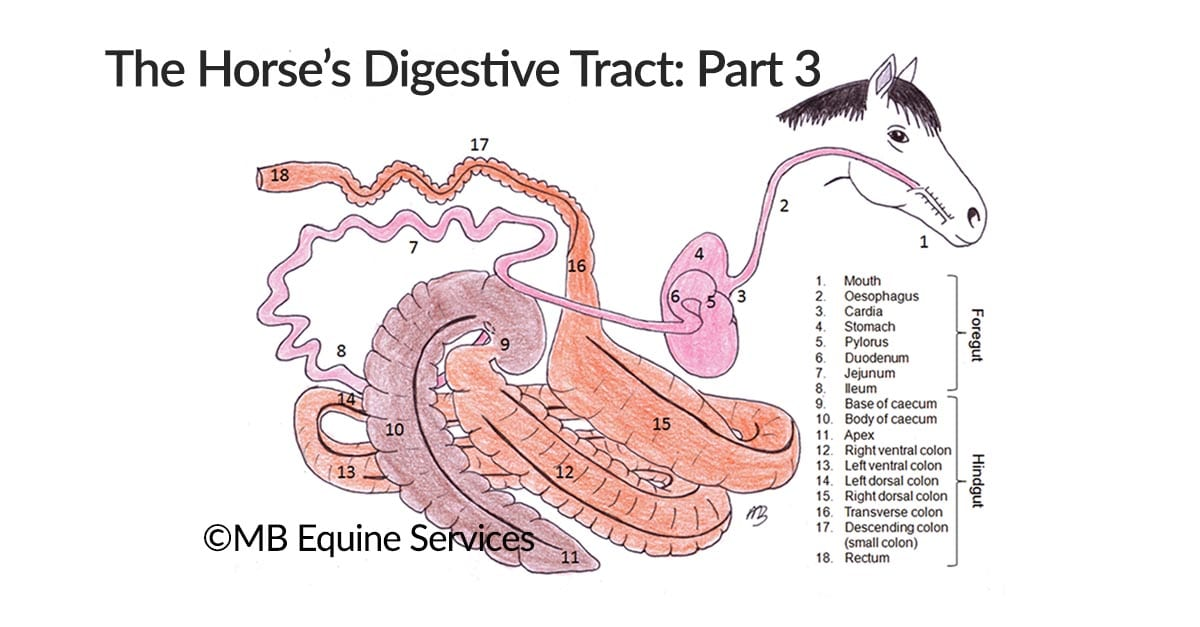 The Horse's Digestive Tract: Part 3
17
18
2
7
4
1
16
6
5
3
8
9
14
10
15
13
12
11
MB
©MB Equine Services
1. Mouth
2. Oesophagus
3. Cardia
4. Stomach
5. Pylorus
6. Duodenum
7. Jejunum
8. Ileum
9. Base of caecum
10. Body of caecum
11. Apex
12. Right ventral colon
13. Left ventral colon
14. Left dorsal colon
15. Right dorsal colon
16. Transverse colon
17. Descending colon
(small colon)
18. Rectum
Foregut
Hindgut